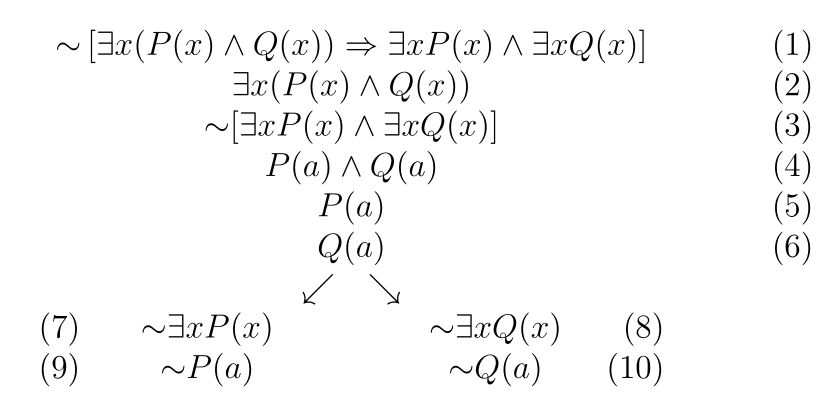 ∼[∃x(P(x) ∧ Q(x)) ⇒ ∃xP(x) ∧ ∃xQ(x)] (1)
∃x(P(x) ∧ Q(x)) (2)
∼[∃xP(x) ∧ ∃xQ(x)] (3)
P(a) ∧ Q(a) (4)
P(a) (5)
Q(a) (6)
↙ ↘
(7) ∼∃xP(x) ∼∃xQ(x) (8)
(9) ∼P(a) ∼Q(a) (10)